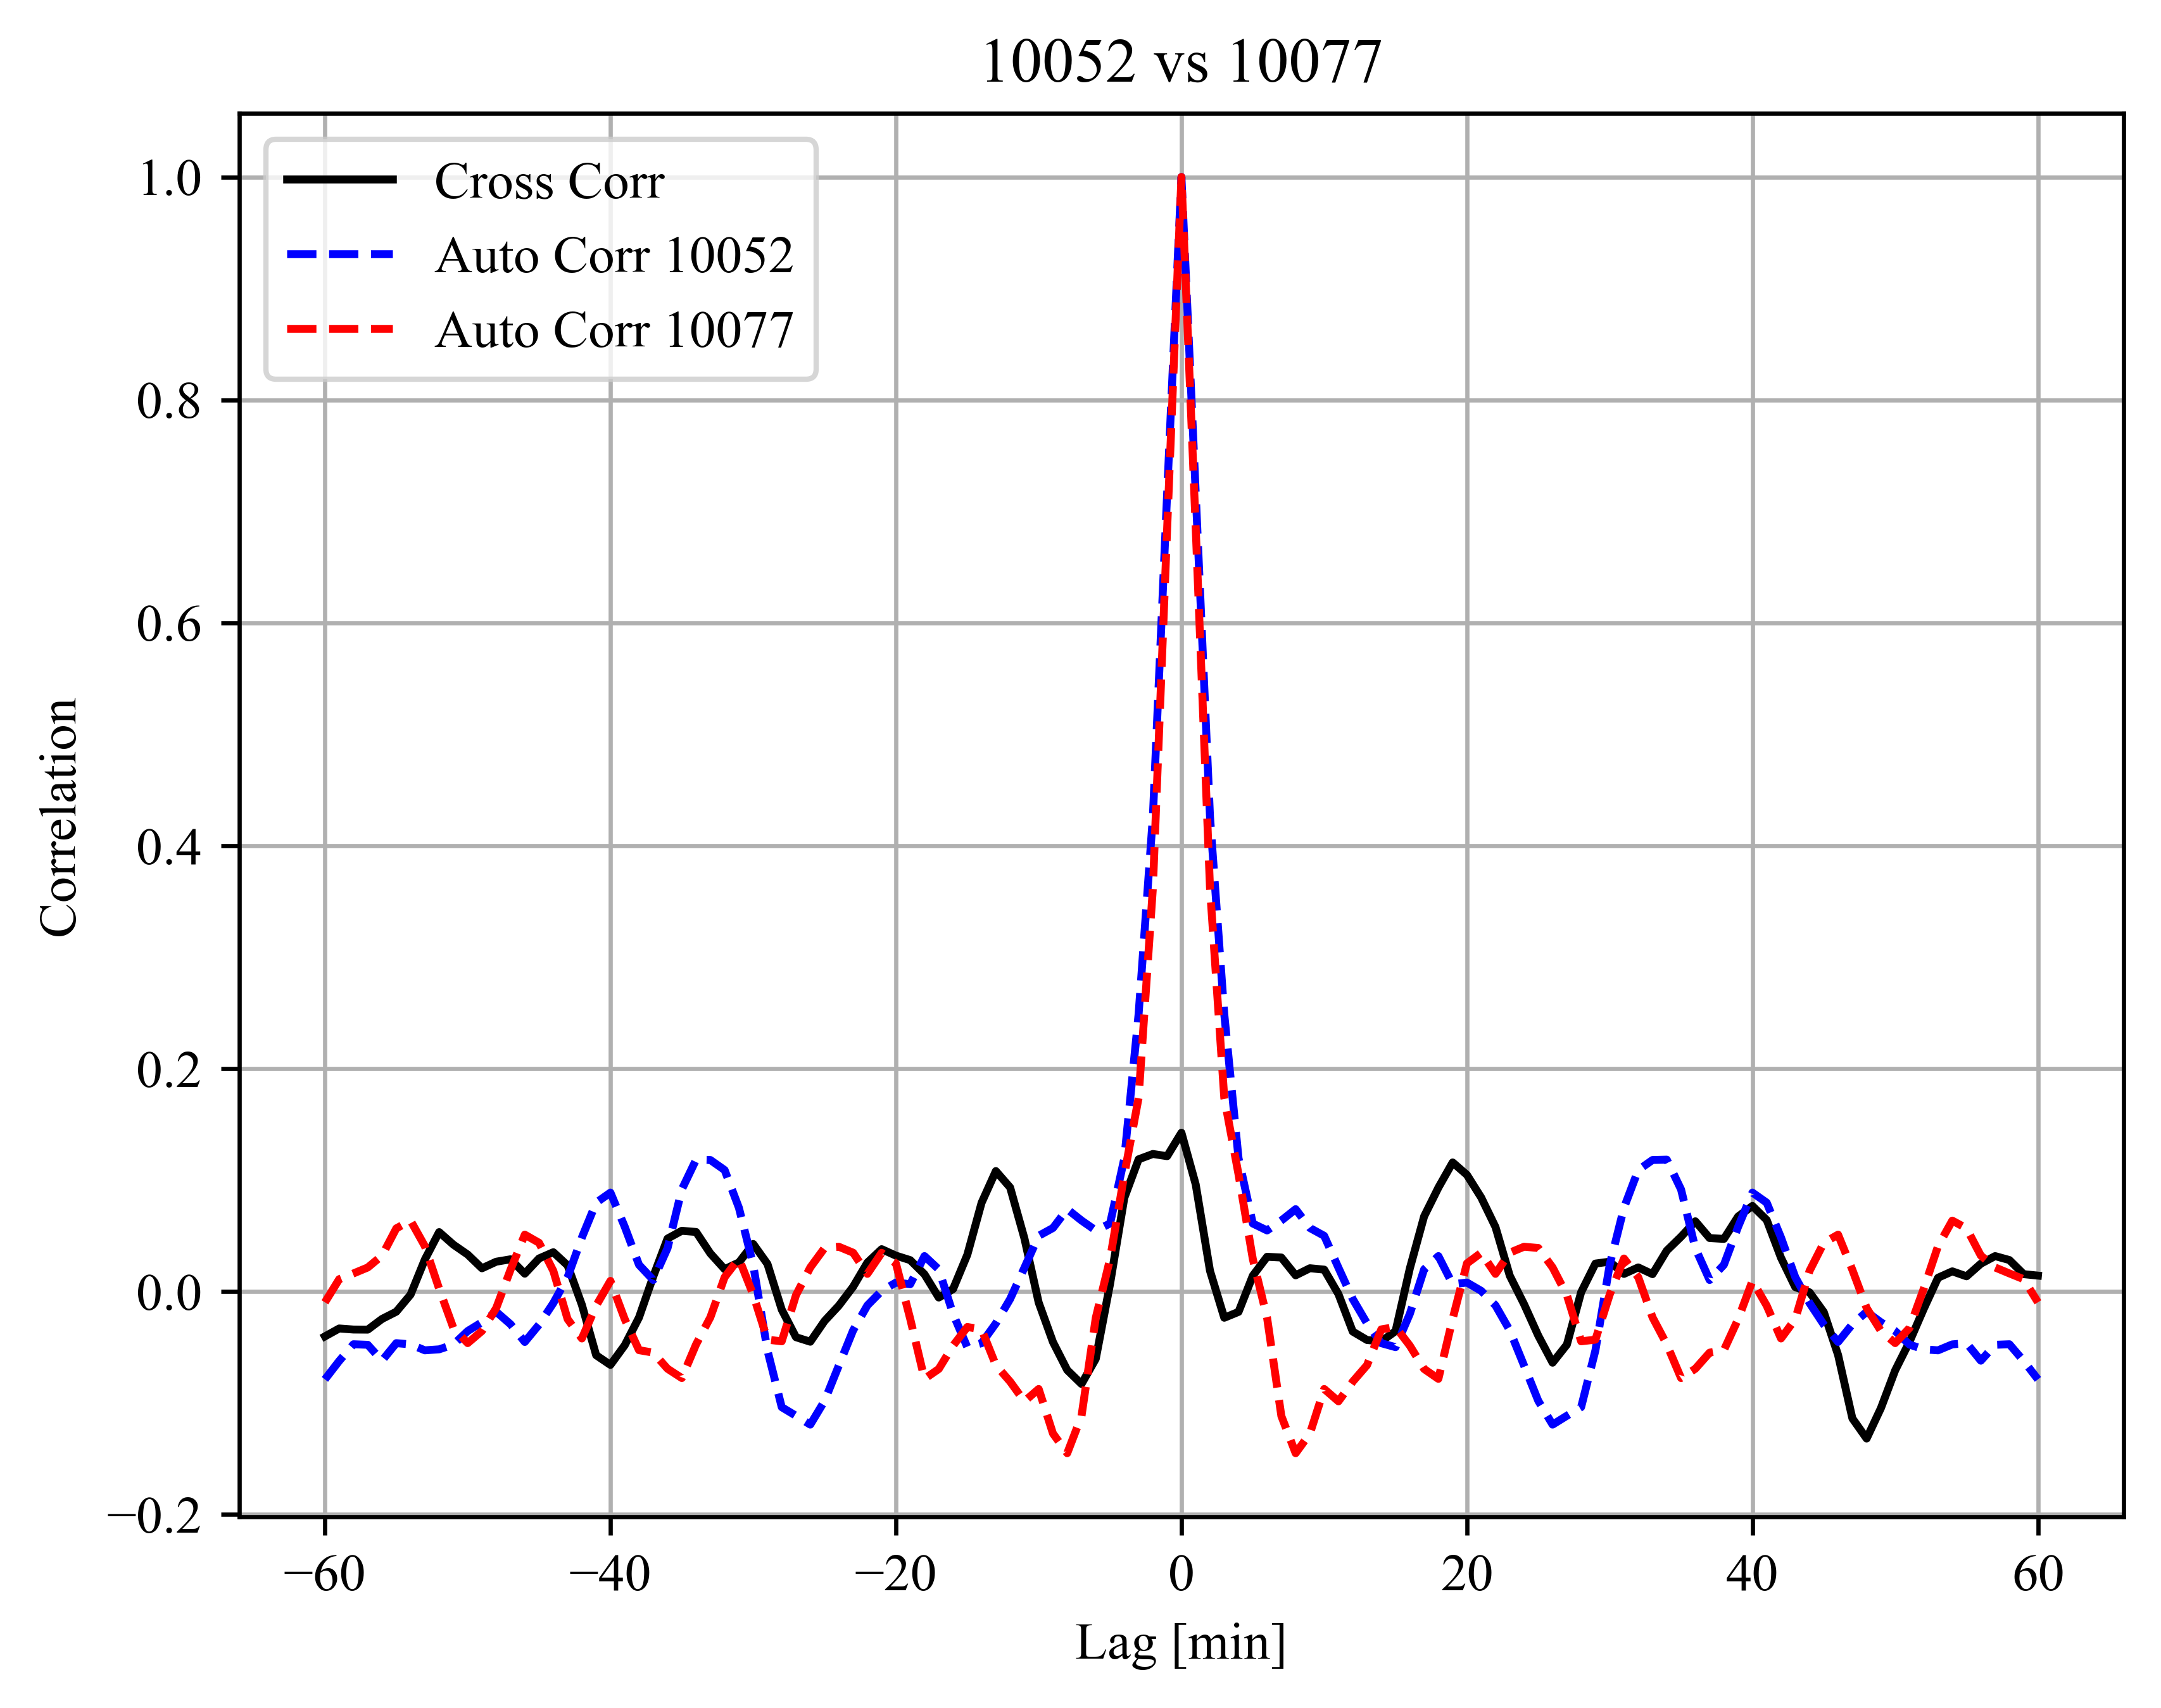 10052 vs 10077
Cross Corr
Auto Corr 10052
Auto Corr 10077
1.0
0.8
0.6
0.4
0.2
0.0
−0.2
Correlation
−60 −40 −20 0 20 40 60
Lag [min]